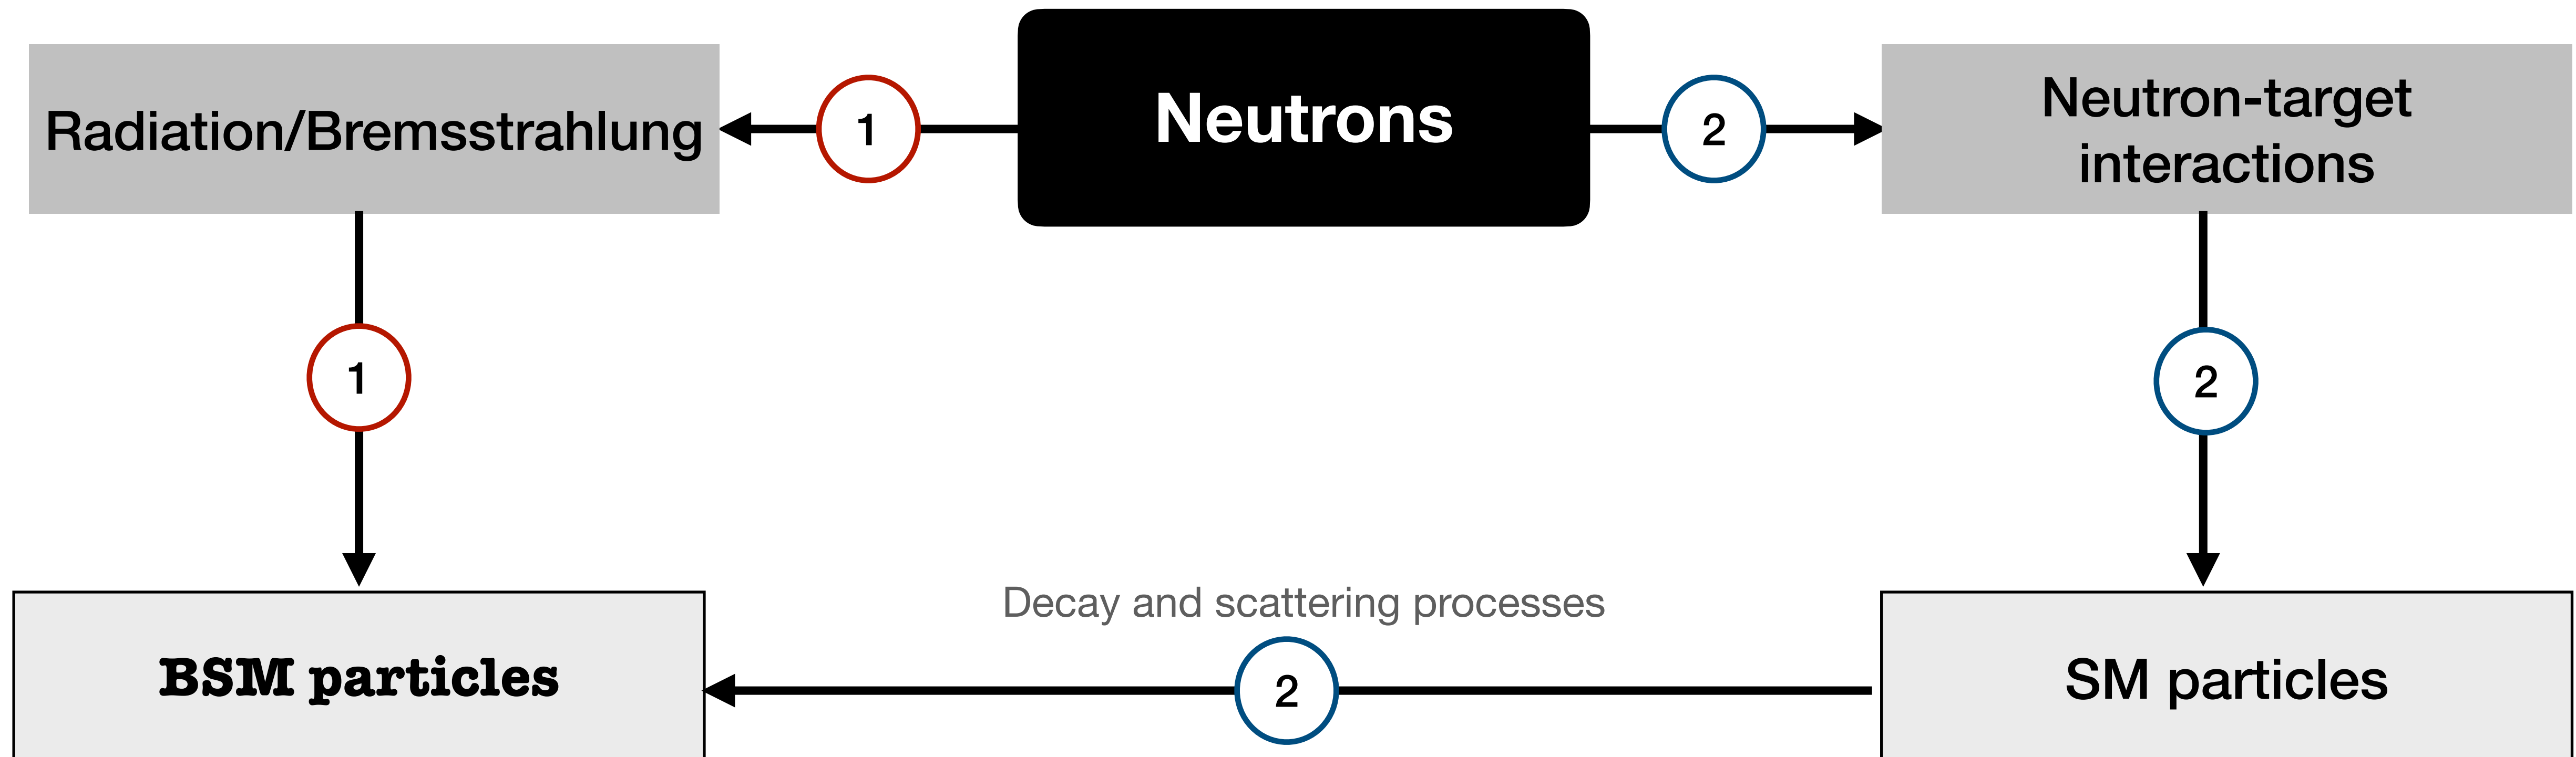 Neutrons
Radiation/Bremsstrahlung
1
2
Neutron-target
interactions
1
2
Decay and scattering processes
BSM particles
2
SM particles